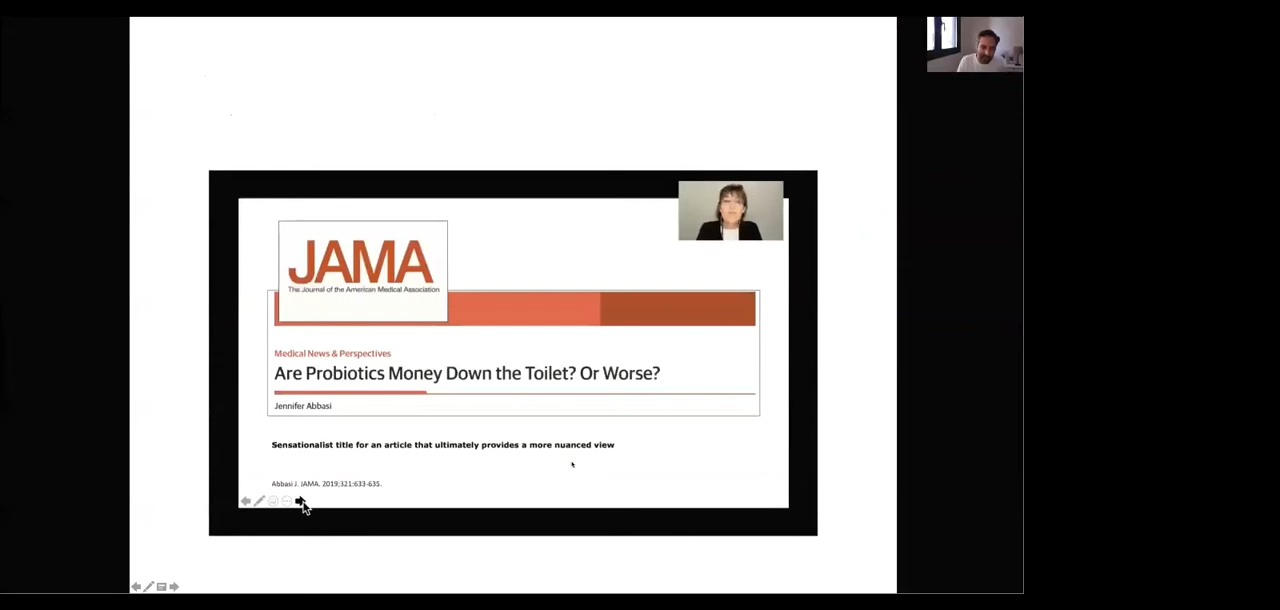 JAMA
The Journal of the American Medical Association
Medical News & Perspectives
Are Probiotics Money Down the Toilet? Or Worse?
Jennifer Abbasi
Sensationalist title for an article that ultimately provides a more nuanced view
Abbasi J. JAMA. 2019;321:633-635.